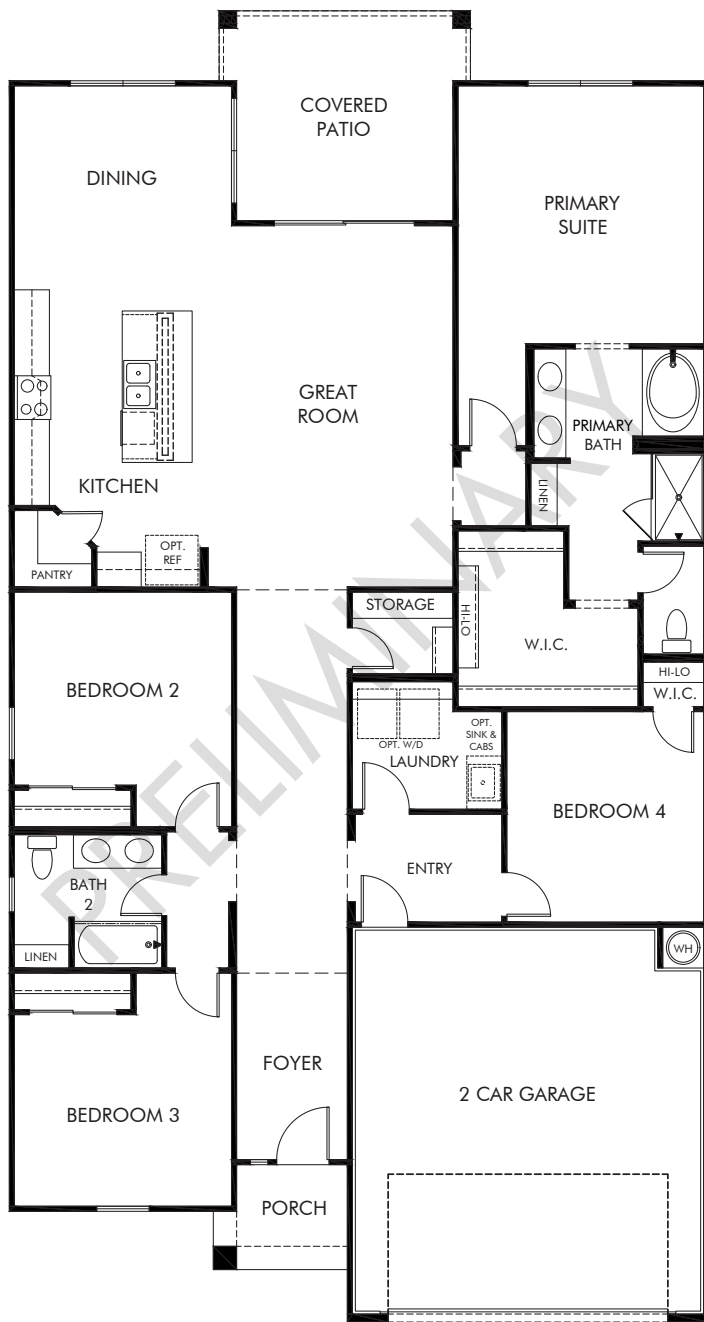 COVERED
PATIO
DINING
PRIMARY
SUITE
GREAT
ROOM
PRIMARY
BATH
KITCHEN
LINEN
OPT.
REF
PANTRY
STORAGE
HI-LO
W.I.C.
HI-LO
W.I.C.
BEDROOM 2
OPT. W/D
OPT.
SINK &
CABS
LAUNDRY
S
BEDROOM 4
ENTRY
BATH
2
LINEN
WH
FOYER
2 CAR GARAGE
BEDROOM 3
PORCH
PRELIMINARY